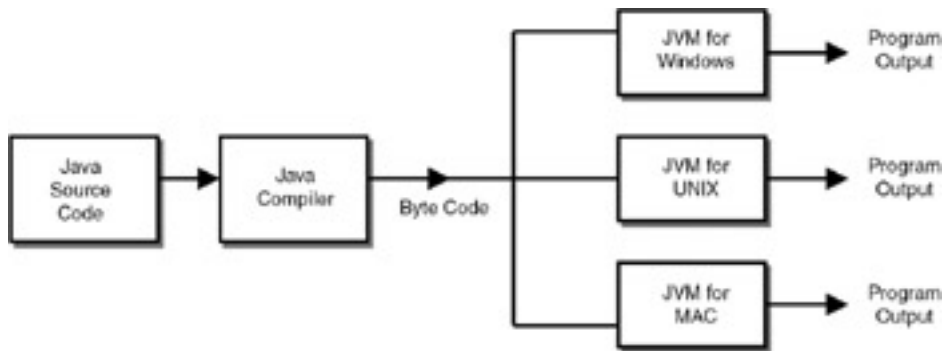 Java
Source
Code
Java
Compiler
Byte Code
JVM for
Windows
Program
Output
JVM for
UNIX
Program
Output
JVM for
MAC
Program
Output